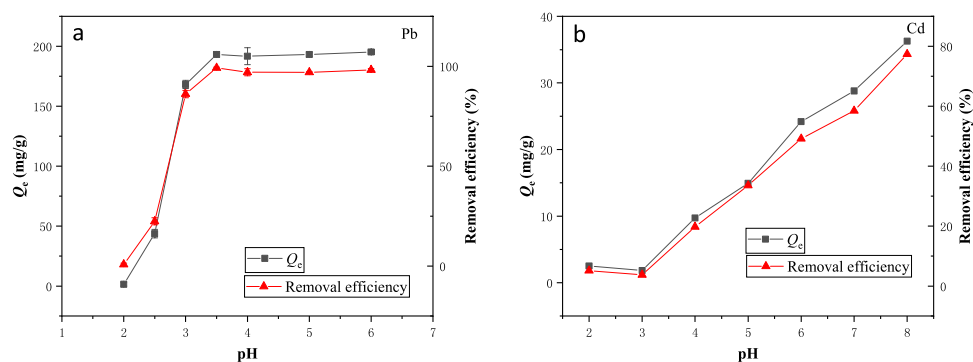 a
Pb
200
150
100
50
0
Qe (mg/g)
100
50
0
Removal efficiency (%)
Qe
Removal efficiency
1 2 3 4 5 6 7
pH
b
Cd
40
30
20
10
0
Qe (mg/g)
80
60
40
20
0
Removal efficiency (%)
Qe
Removal efficiency
2 3 4 5 6 7 8
pH